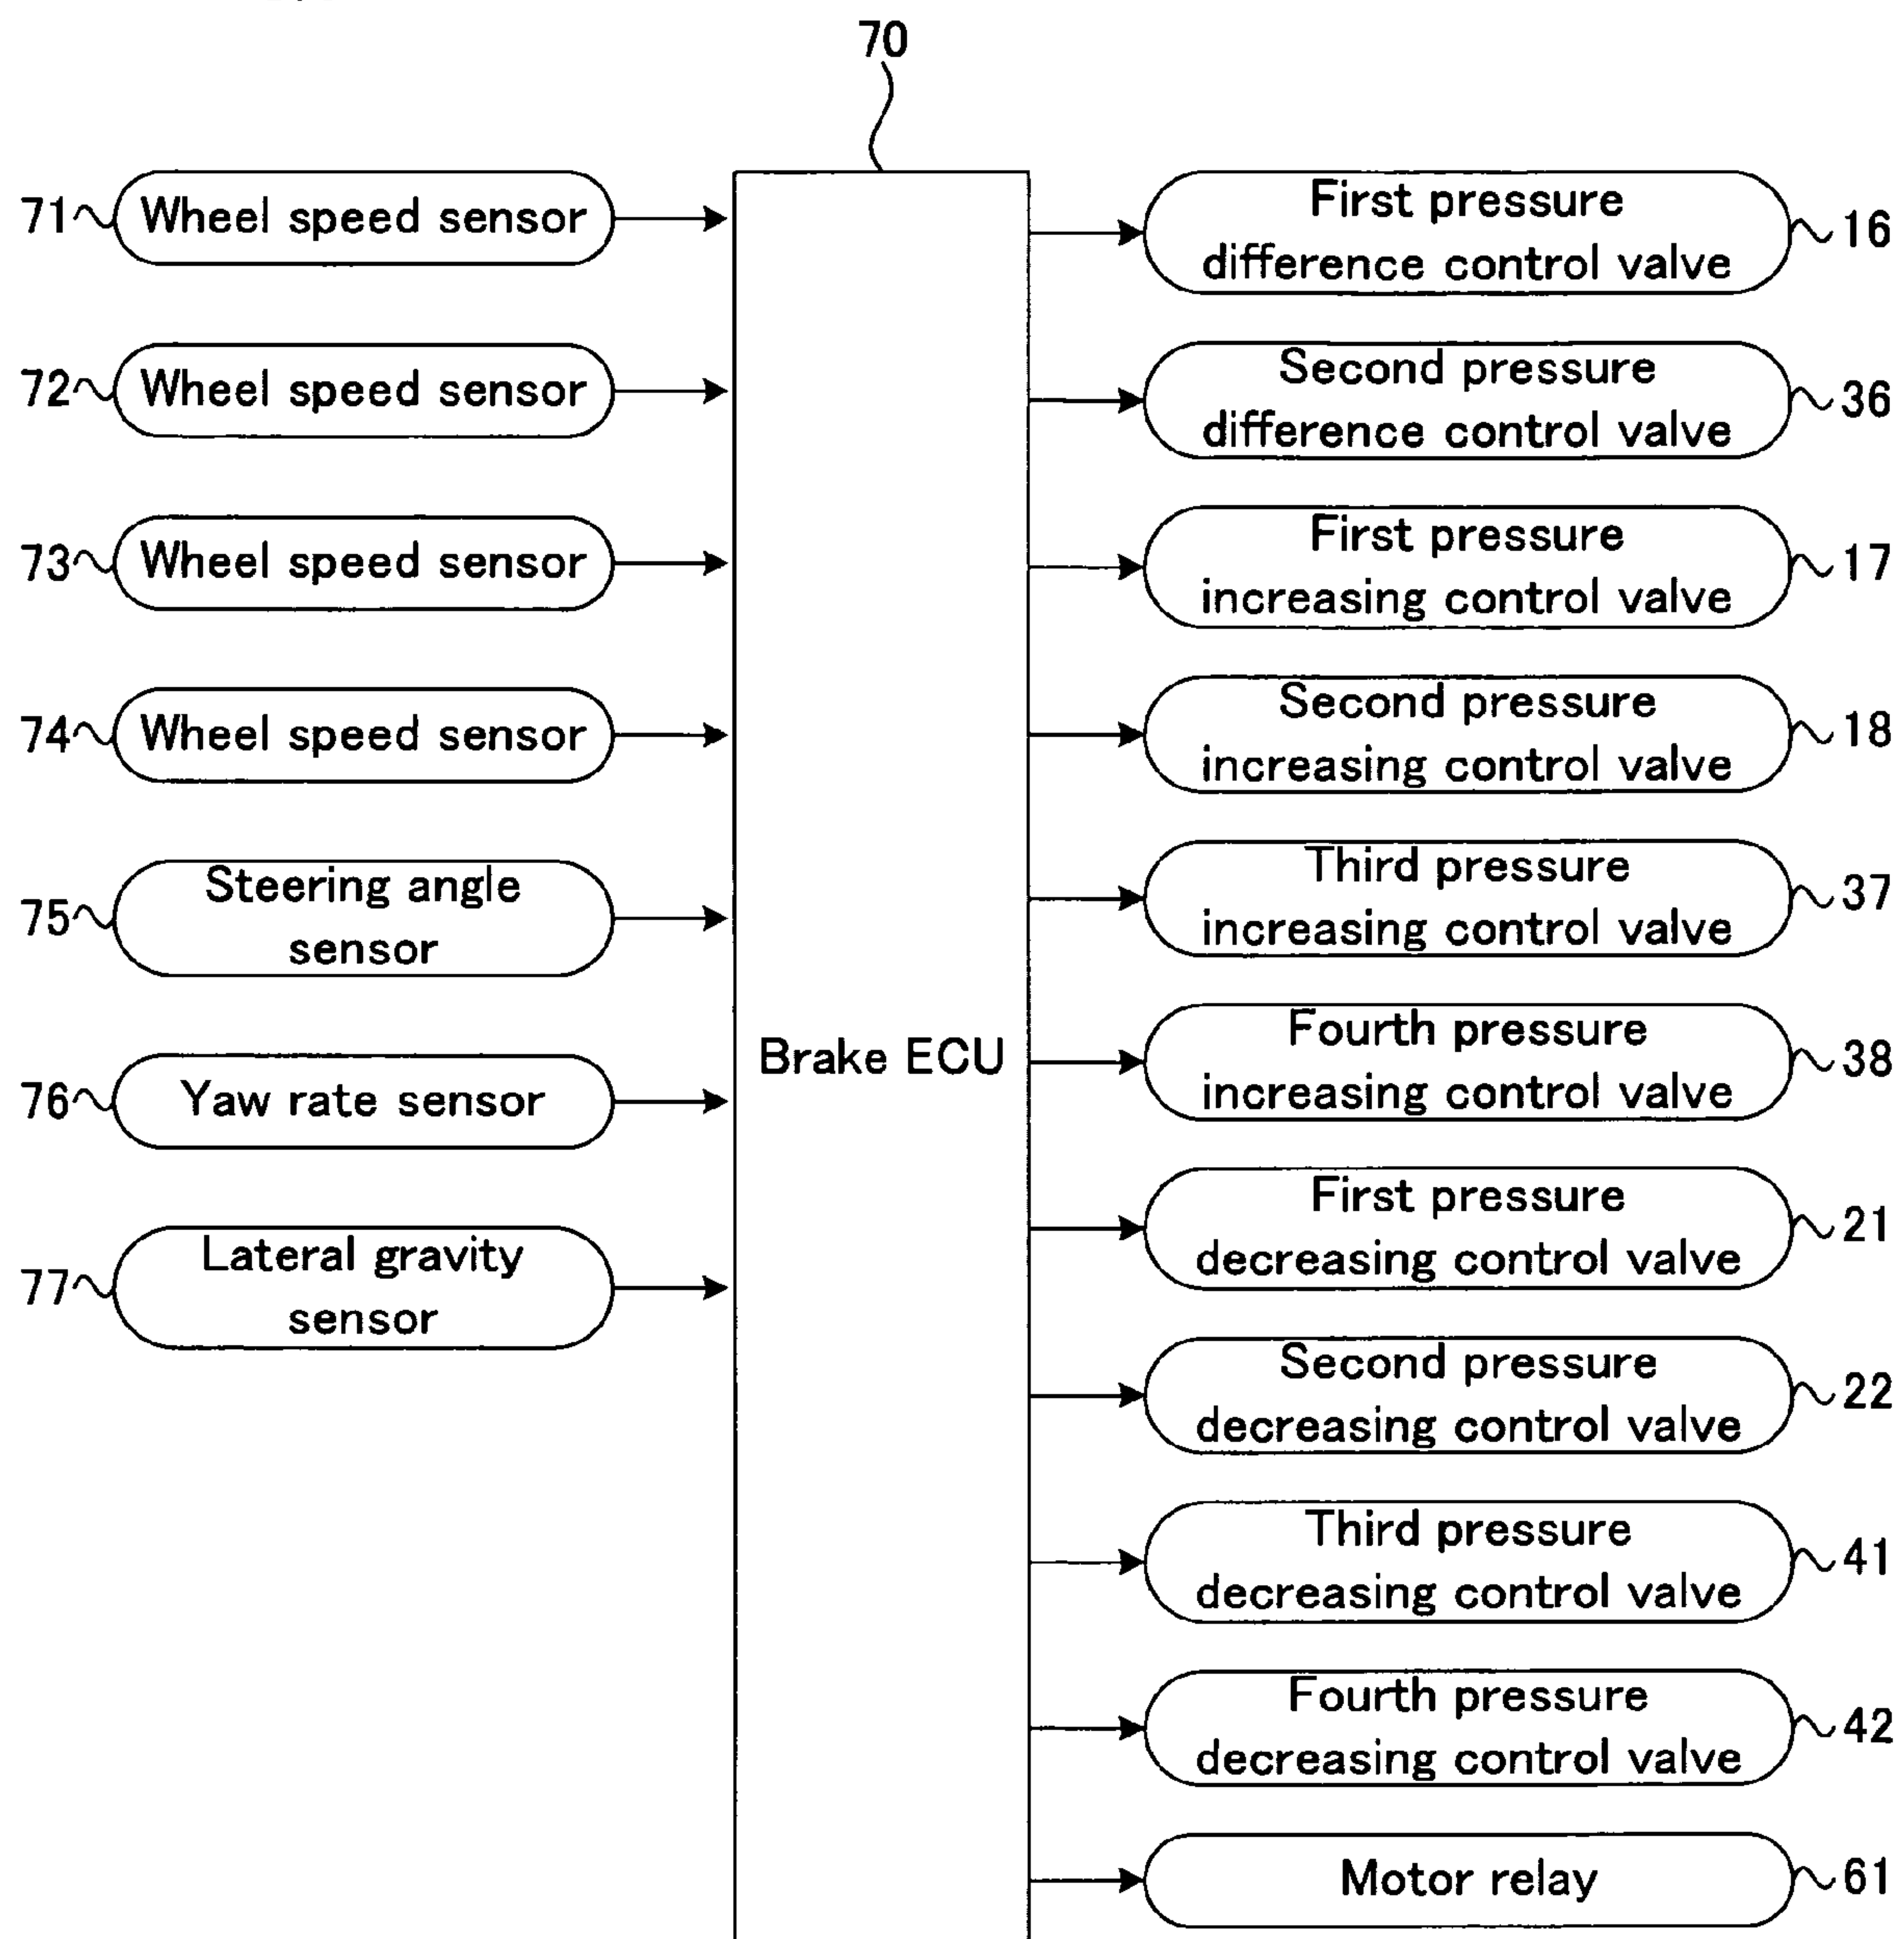 70
71 Wheel speed sensor
72 Wheel speed sensor
73 Wheel speed sensor
74 Wheel speed sensor
75 Steering angle
sensor
76 Yaw rate sensor
77 Lateral gravity
sensor
Brake ECU
First pressure
difference control valve 16
Second pressure
difference control valve 36
First pressure
increasing control valve 17
Second pressure
increasing control valve 18
Third pressure
increasing control valve 37
Fourth pressure
increasing control valve 38
First pressure
decreasing control valve 21
Second pressure
decreasing control valve 22
Third pressure
decreasing control valve 41
Fourth pressure
decreasing control valve 42
Motor relay 61